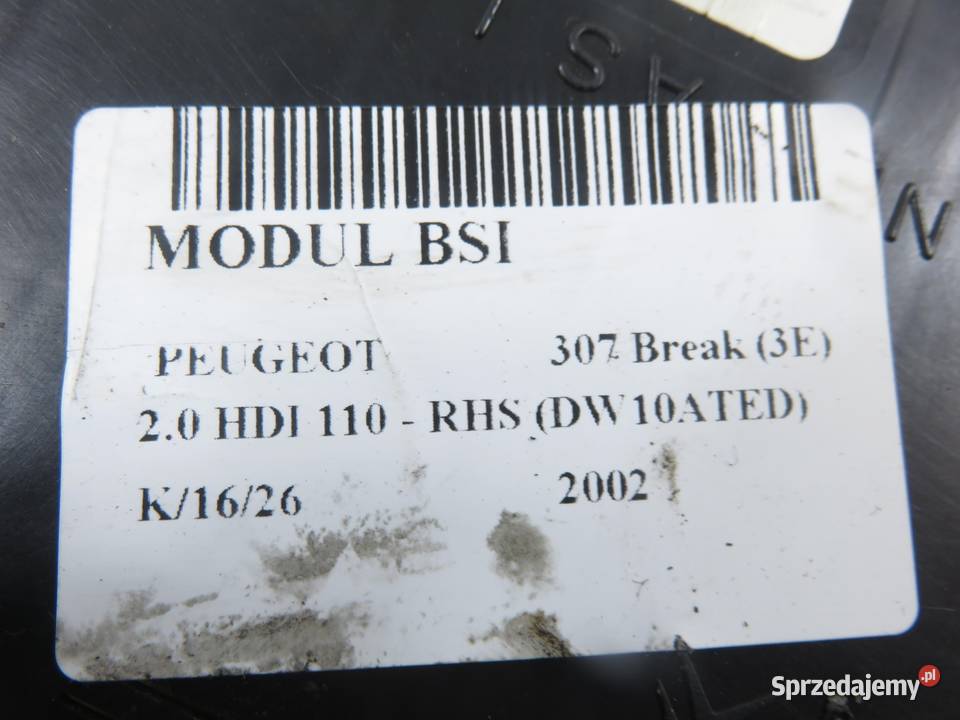 MODUL BSI
PEUGEOT 307 Break (3E)
2.0 HDI 110 - RHS (DW10ATED)
K/16/26 2002
Sprzedajemy.pl